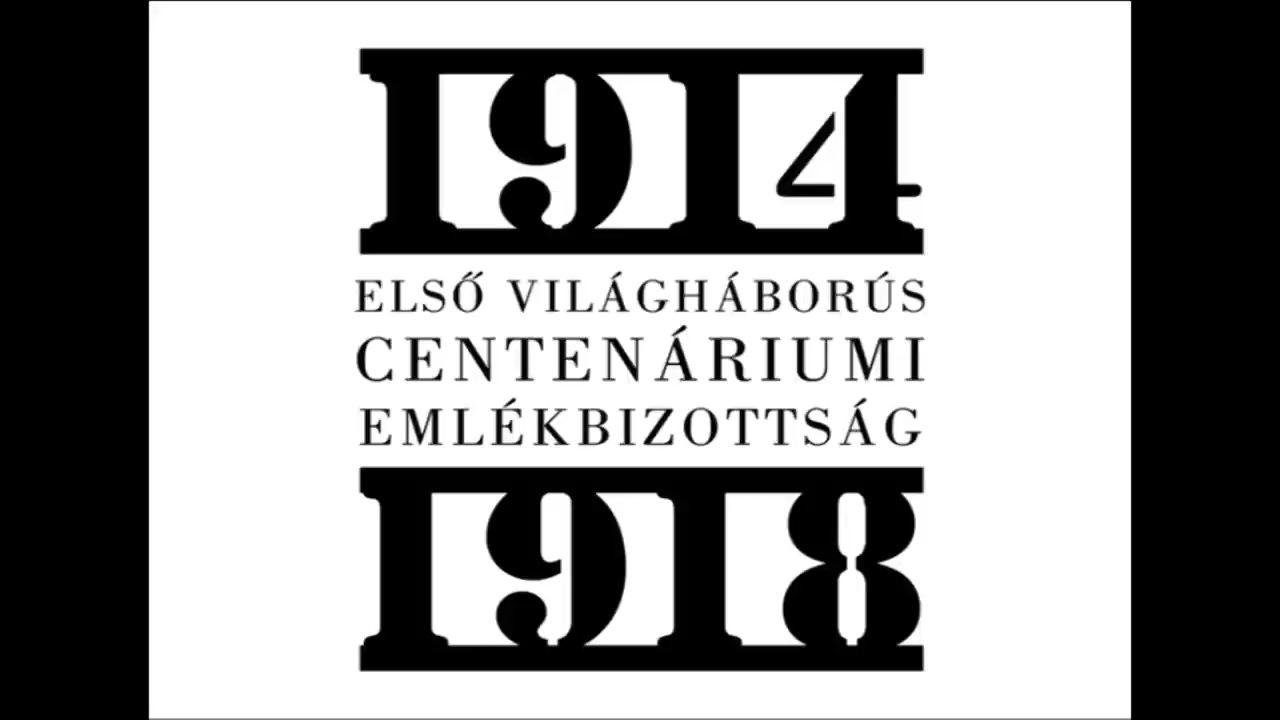 1914
ELSŐ VILÁGHÁBORÚS
CENTENÁRIUMI
EMLÉKBIZOTTSÁG
1918